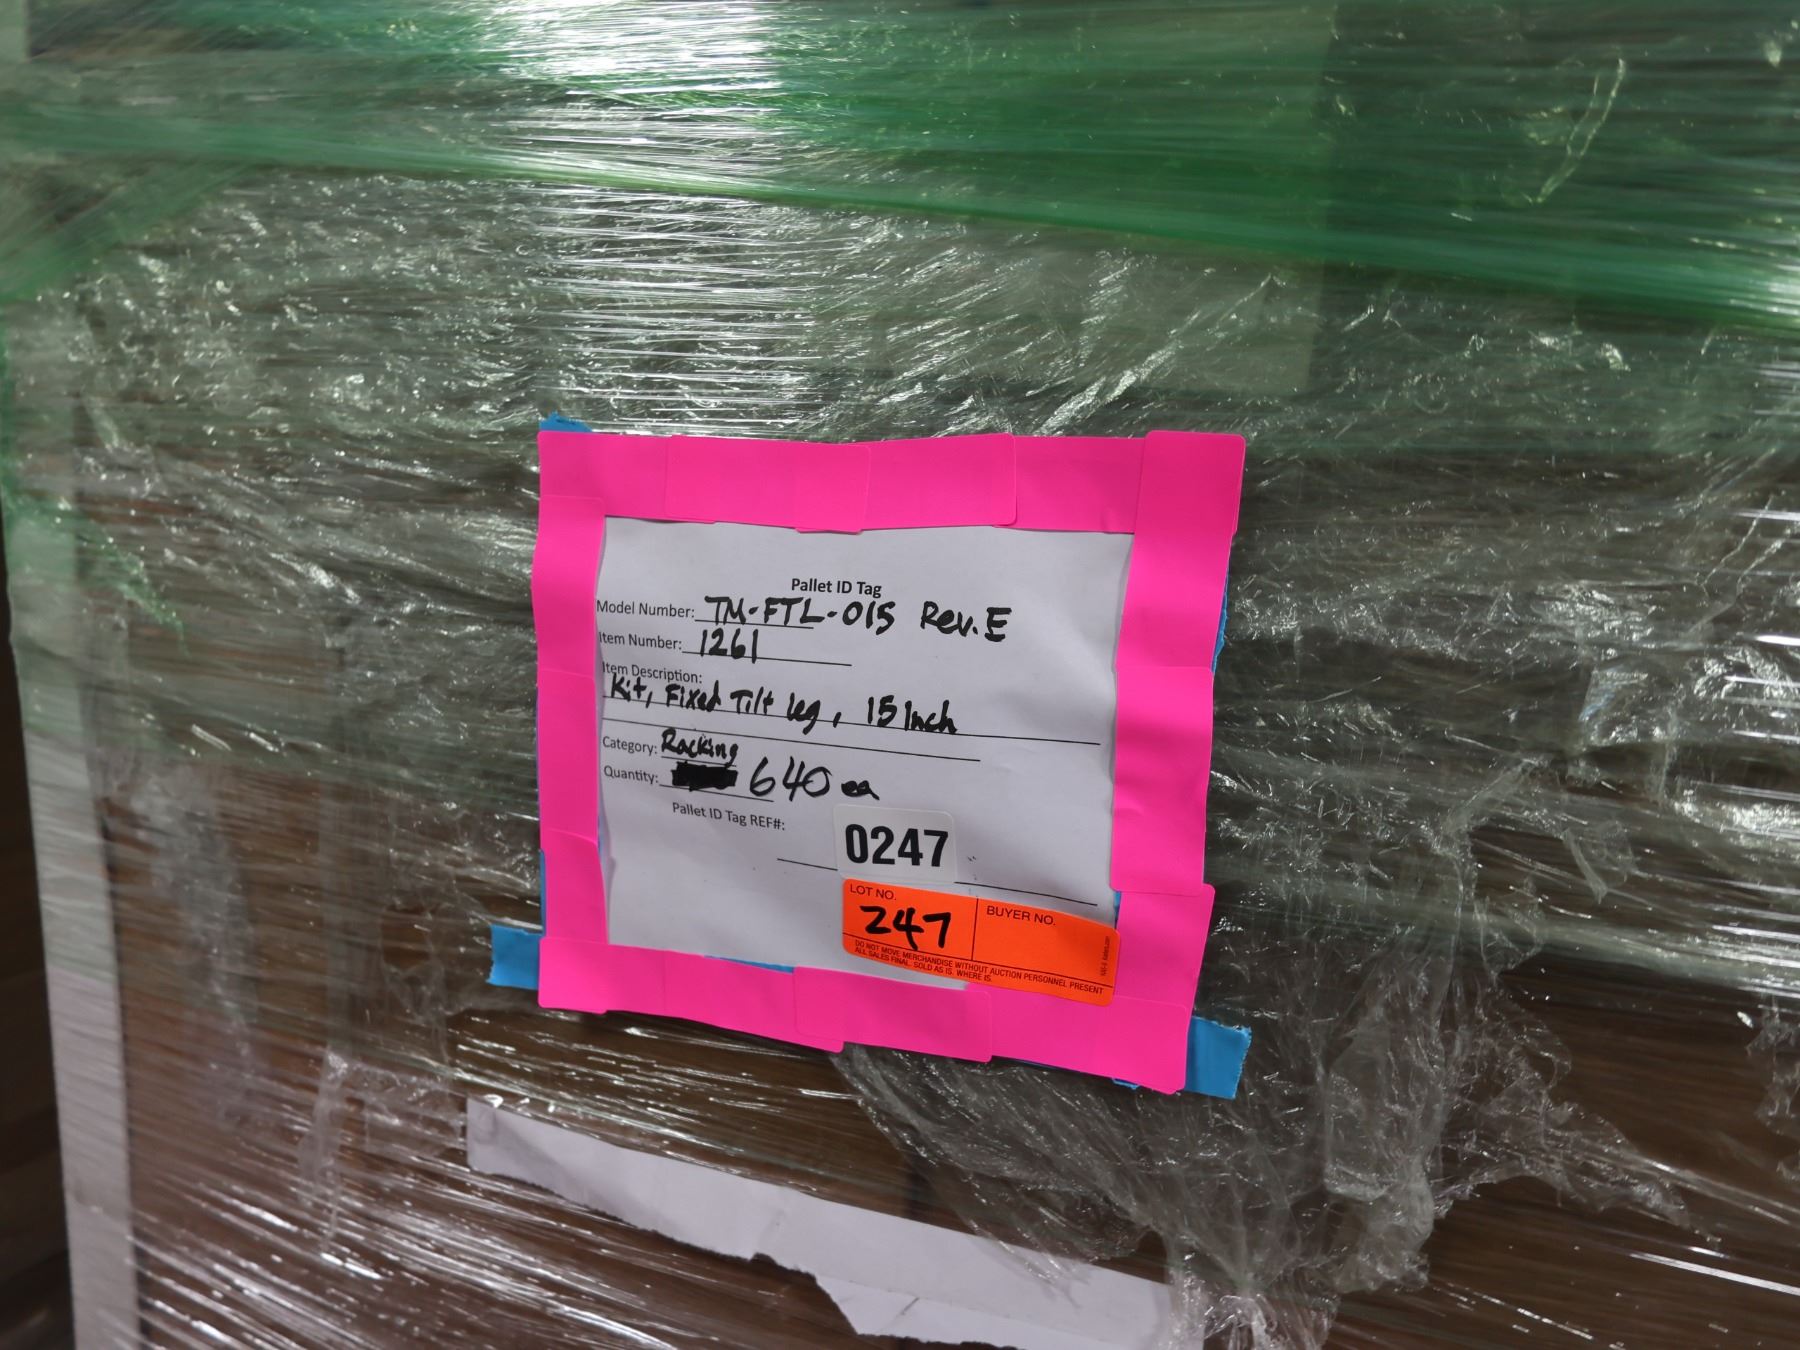 Pallet ID Tag
Model Number: TM-FTL-015 Rev.E
Item Number: 1261
Item Description:
Kit, Fixed Tilt Leg, 15 Inch
Category: Racking
Quantity: 640 ea
Pallet ID Tag REF#:
0247
LOT NO.
247
BUYER NO.
DO NOT MOVE MERCHANDISE WITHOUT AUCTION PERSONNEL PRESENT
ALL SALES FINAL. SOLD AS IS. WHERE IS.